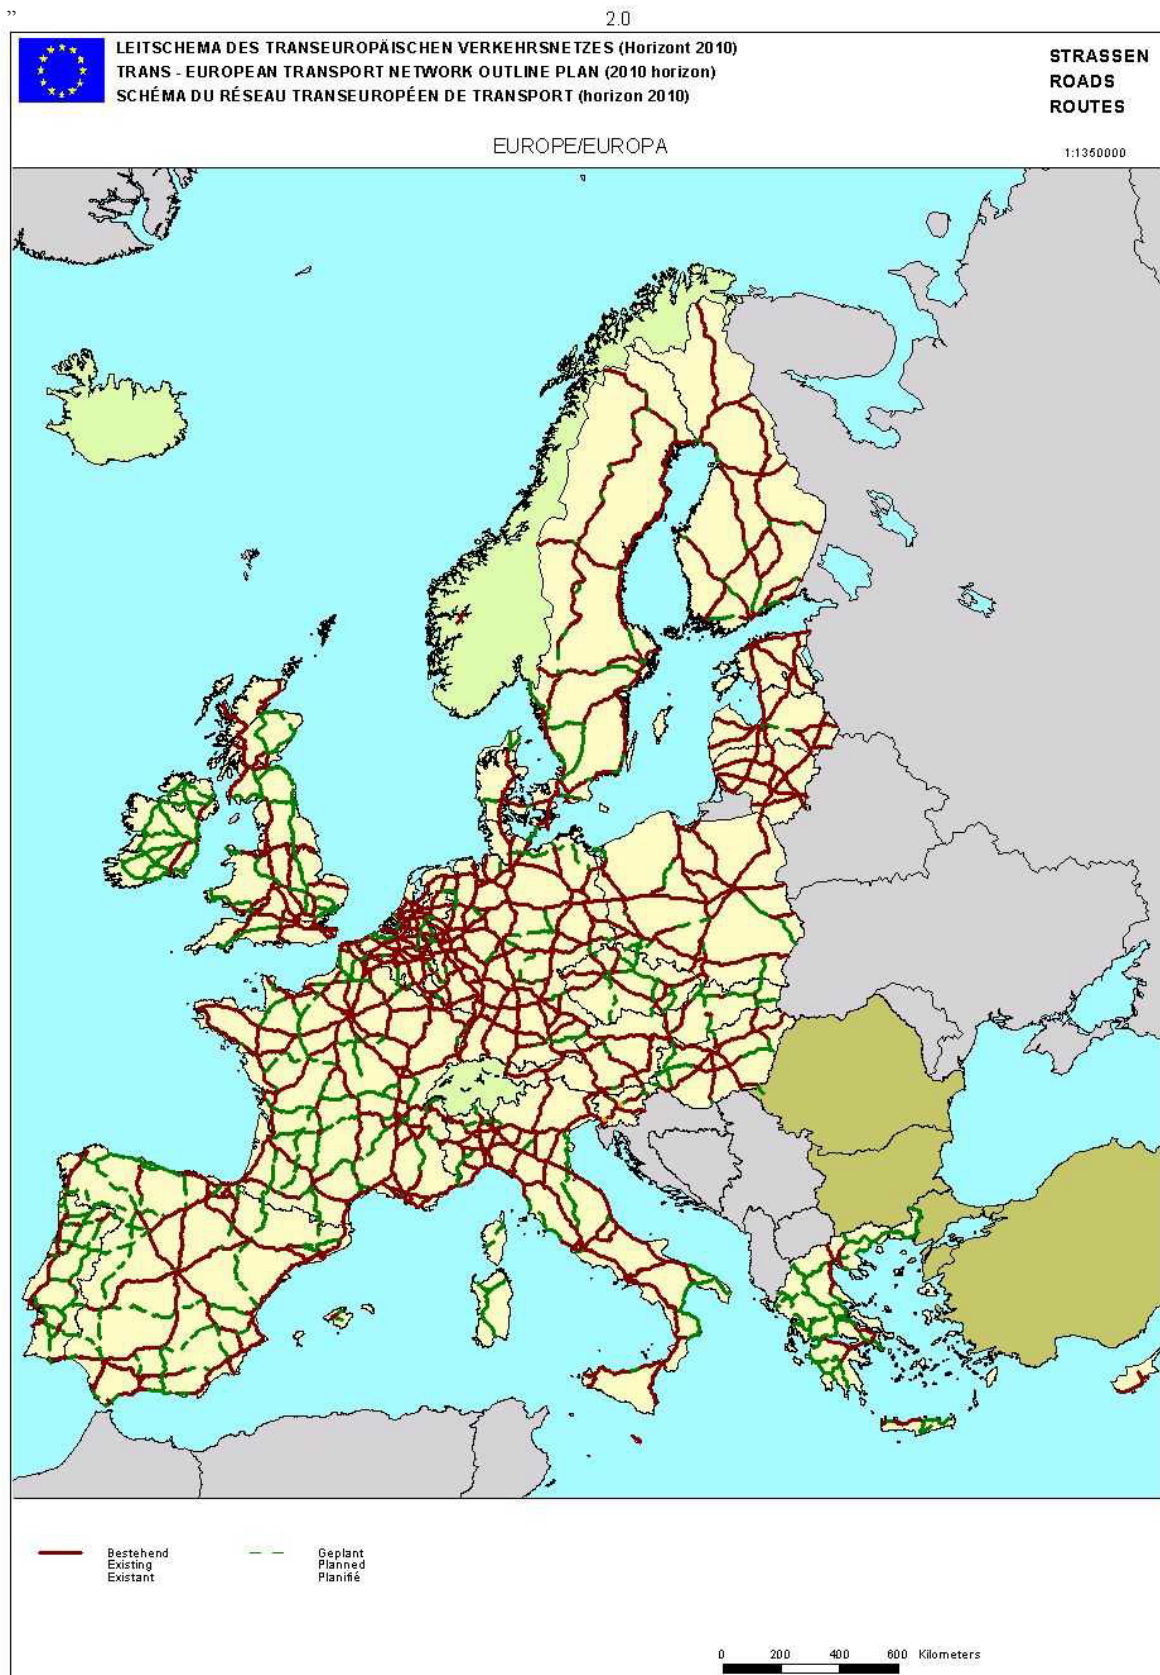 ”
2.0
LEITSCHEMA DES TRANSEUROPÄISCHEN VERKEHRSNETZES (Horizont 2010)
TRANS - EUROPEAN TRANSPORT NETWORK OUTLINE PLAN (2010 horizon)
SCHÉMA DU RÉSEAU TRANSEUROPÉEN DE TRANSPORT (horizon 2010)
STRASSEN
ROADS
ROUTES
EUROPE/EUROPA
1:1350000
Bestehend
Existing
Existant
Geplant
Planned
Planifié
0 200 400 600 Kilometers